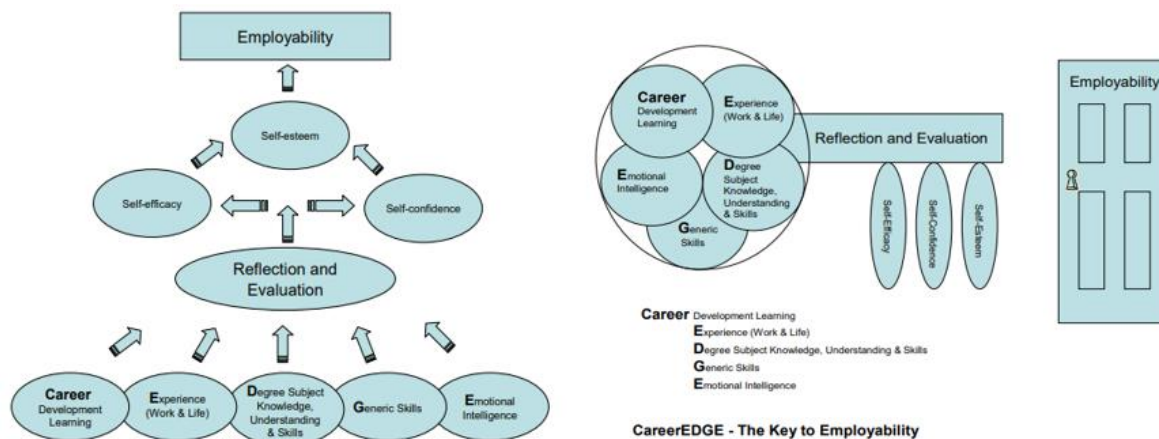 Employability
Self-esteem
Self-efficacy
Self-confidence
Reflection and
Evaluation
Career
Development
Learning
Experience
(Work & Life)
Degree Subject
Knowledge,
Understanding
& Skills
Generic Skills
Emotional
Intelligence
Career
Development
Learning
Experience
(Work & Life)
Emotional
Intelligence
Degree
Subject
Knowledge,
Understanding
& Skills
Generic
Skills
Reflection and Evaluation
Self-Efficacy
Self-Confidence
Self-Esteem
Employability
Career Development Learning
Experience (Work & Life)
Degree Subject Knowledge, Understanding & Skills
Generic Skills
Emotional Intelligence
CareerEDGE - The Key to Employability